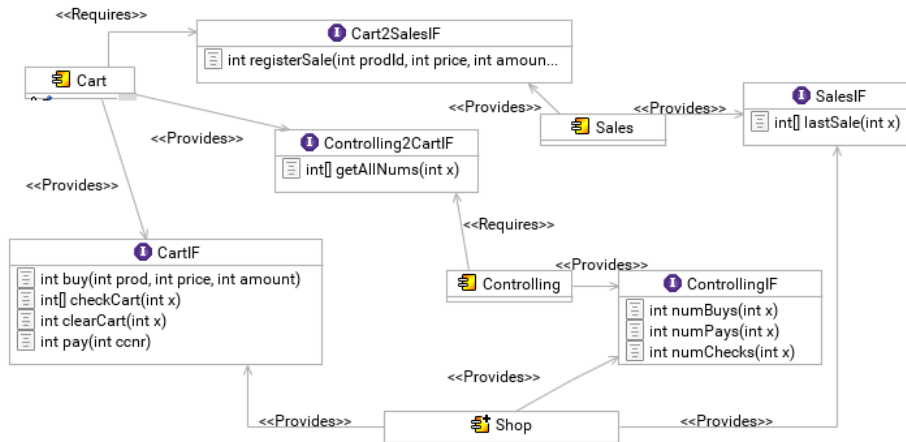 <<Requires>>
Cart2SalesIF
int registerSale(int prodId, int price, int amoun...
Cart
<<Provides>>
<<Provides>>
SalesIF
int[] lastSale(int x)
Sales
<<Provides>>
Controlling2CartIF
int[] getAllNums(int x)
<<Provides>>
<<Requires>>
CartIF
int buy(int prod, int price, int amount)
int[] checkCart(int x)
int clearCart(int x)
int pay(int ccnr)
<<Provides>>
Controlling
ControllingIF
int numBuys(int x)
int numPays(int x)
int numChecks(int x)
<<Provides>>
<<Provides>>
Shop
<<Provides>>